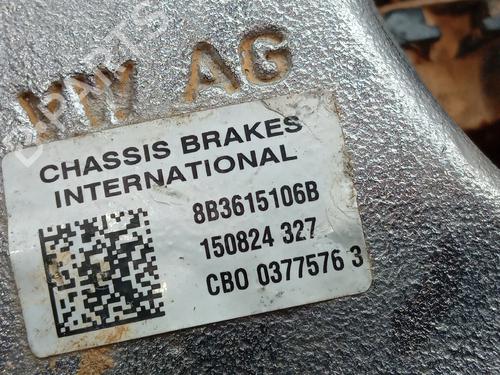 VW AG
CHASSIS BRAKES
INTERNATIONAL
8B3615106B
150824 327
CBO 0377576 3